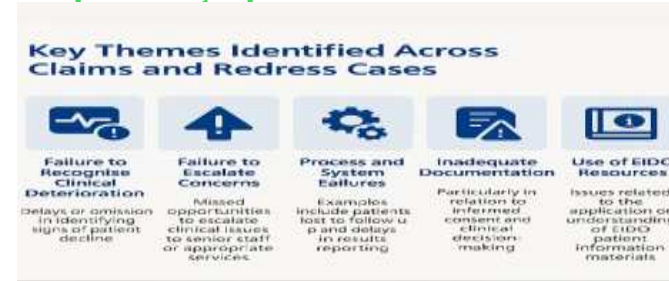 Key Themes Identified Across
Claims and Redress Cases
Failure to
Recognise
Clinical
Deterioration
Delays or omission
in identifying
signs of patient
decline
Failure to
Escalate
Concerns
Missed
opportunities
to escalate
clinical issues
to senior staff
or appropriate
services
Process and
System
Failures
Examples
include patients
lost to follow u
p and delays
in results
reporting
Inadequate
Documentation
Particularly in
relation to
informed
consent and
clinical
decision-
making
Use of EIDO
Resources
Issues related
to the
application or
understanding
of EIDO
patient
information
materials